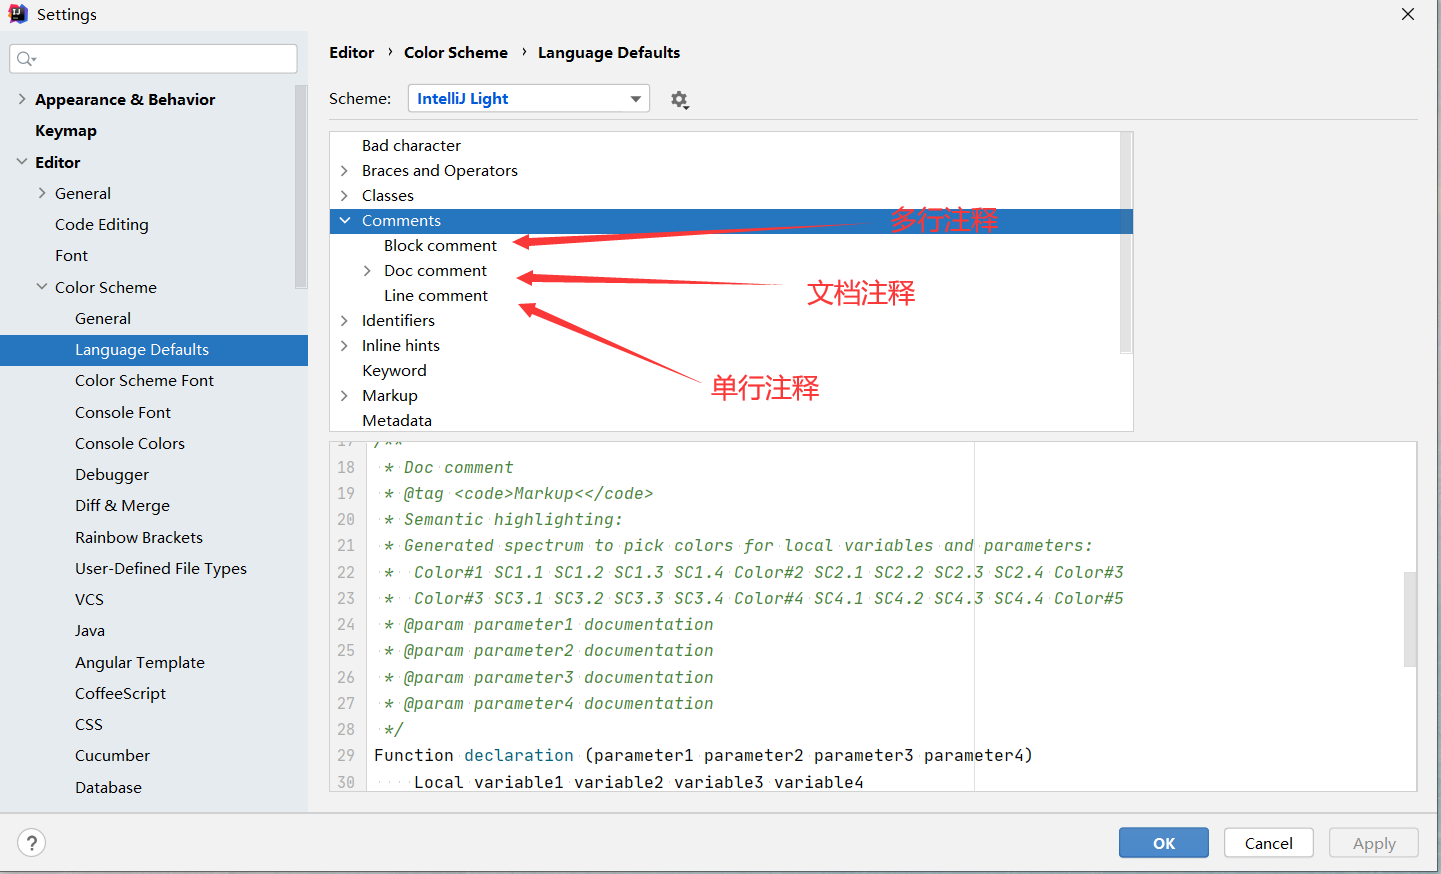 Settings
Appearance & Behavior
Keymap
Editor
General
Code Editing
Font
Color Scheme
General
Language Defaults
Color Scheme Font
Console Font
Console Colors
Debugger
Diff & Merge
Rainbow Brackets
User-Defined File Types
VCS
Java
Angular Template
CoffeeScript
CSS
Cucumber
Database
Editor › Color Scheme › Language Defaults
Scheme: IntelliJ Light
Bad character
Braces and Operators
Classes
Comments
多行注释
Block comment
Doc comment
文档注释
Line comment
Identifiers
Inline hints
Keyword
单行注释
Markup
Metadata
17 /**
18 * Doc comment
19 * @tag <code>Markup<</code>
20 * Semantic highlighting:
21 * Generated spectrum to pick colors for local variables and parameters:
22 *  Color#1 SC1.1 SC1.2 SC1.3 SC1.4 Color#2 SC2.1 SC2.2 SC2.3 SC2.4 Color#3
23 *  Color#3 SC3.1 SC3.2 SC3.3 SC3.4 Color#4 SC4.1 SC4.2 SC4.3 SC4.4 Color#5
24 * @param parameter1 documentation
25 * @param parameter2 documentation
26 * @param parameter3 documentation
27 * @param parameter4 documentation
28 */
29 Function declaration (parameter1 parameter2 parameter3 parameter4)
30 Local variable1 variable2 variable3 variable4
?
OK
Cancel
Apply